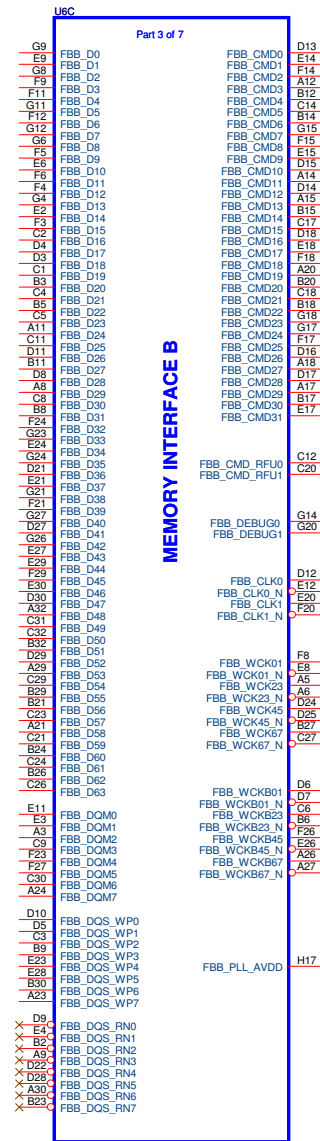 U6C
Part 3 of 7
G9 FBB_D0
E9 FBB_D1
G8 FBB_D2
F9 FBB_D3
F11 FBB_D4
G11 FBB_D5
F12 FBB_D6
G12 FBB_D7
G6 FBB_D8
F5 FBB_D9
E6 FBB_D10
F6 FBB_D11
F4 FBB_D12
G4 FBB_D13
E2 FBB_D14
F3 FBB_D15
C2 FBB_D16
D4 FBB_D17
D3 FBB_D18
C1 FBB_D19
B3 FBB_D20
C4 FBB_D21
B5 FBB_D22
C5 FBB_D23
A11 FBB_D24
C11 FBB_D25
D11 FBB_D26
B11 FBB_D27
D8 FBB_D28
A8 FBB_D29
C8 FBB_D30
B8 FBB_D31
F24 FBB_D32
G23 FBB_D33
E24 FBB_D34
G24 FBB_D35
D21 FBB_D36
E21 FBB_D37
G21 FBB_D38
F21 FBB_D39
G27 FBB_D40
D27 FBB_D41
G26 FBB_D42
E27 FBB_D43
E29 FBB_D44
F29 FBB_D45
E30 FBB_D46
D30 FBB_D47
A32 FBB_D48
C31 FBB_D49
C32 FBB_D50
B32 FBB_D51
D29 FBB_D52
A29 FBB_D53
C29 FBB_D54
B29 FBB_D55
B21 FBB_D56
C23 FBB_D57
A21 FBB_D58
C21 FBB_D59
B24 FBB_D60
C24 FBB_D61
B26 FBB_D62
C26 FBB_D63
E11 FBB_DQM0
E3 FBB_DQM1
A3 FBB_DQM2
C9 FBB_DQM3
F23 FBB_DQM4
F27 FBB_DQM5
C30 FBB_DQM6
A24 FBB_DQM7
D10 FBB_DQS_WP0
D5 FBB_DQS_WP1
C3 FBB_DQS_WP2
B9 FBB_DQS_WP3
E23 FBB_DQS_WP4
E28 FBB_DQS_WP5
B30 FBB_DQS_WP6
A23 FBB_DQS_WP7
D9 FBB_DQS_RN0
E4 FBB_DQS_RN1
B2 FBB_DQS_RN2
A9 FBB_DQS_RN3
D22 FBB_DQS_RN4
D28 FBB_DQS_RN5
A30 FBB_DQS_RN6
B23 FBB_DQS_RN7
MEMORY INTERFACE B
FBB_CMD0 D13
FBB_CMD1 E14
FBB_CMD2 F14
FBB_CMD3 A12
FBB_CMD4 B12
FBB_CMD5 C14
FBB_CMD6 B14
FBB_CMD7 G15
FBB_CMD8 F15
FBB_CMD9 E15
FBB_CMD10 D15
FBB_CMD11 A14
FBB_CMD12 D14
FBB_CMD13 A15
FBB_CMD14 B15
FBB_CMD15 C17
FBB_CMD16 D18
FBB_CMD17 E18
FBB_CMD18 F18
FBB_CMD19 A20
FBB_CMD20 B20
FBB_CMD21 C18
FBB_CMD22 B18
FBB_CMD23 G18
FBB_CMD24 G17
FBB_CMD25 F17
FBB_CMD26 D16
FBB_CMD27 A18
FBB_CMD28 D17
FBB_CMD29 A17
FBB_CMD30 B17
FBB_CMD31 E17
FBB_CMD_RFU0 C12
FBB_CMD_RFU1 C20
FBB_DEBUG0 G14
FBB_DEBUG1 G20
FBB_CLK0 D12
FBB_CLK0_N E12
FBB_CLK1 E20
FBB_CLK1_N F20
FBB_WCK01 F8
FBB_WCK01_N E8
FBB_WCK23 A5
FBB_WCK23_N A6
FBB_WCK45 D24
FBB_WCK45_N D25
FBB_WCK67 B27
FBB_WCK67_N C27
FBB_WCKB01 D6
FBB_WCKB01_N D7
FBB_WCKB23 C6
FBB_WCKB23_N B6
FBB_WCKB45 F26
FBB_WCKB45_N E26
FBB_WCKB67 A26
FBB_WCKB67_N A27
FBB_PLL_AVDD H17